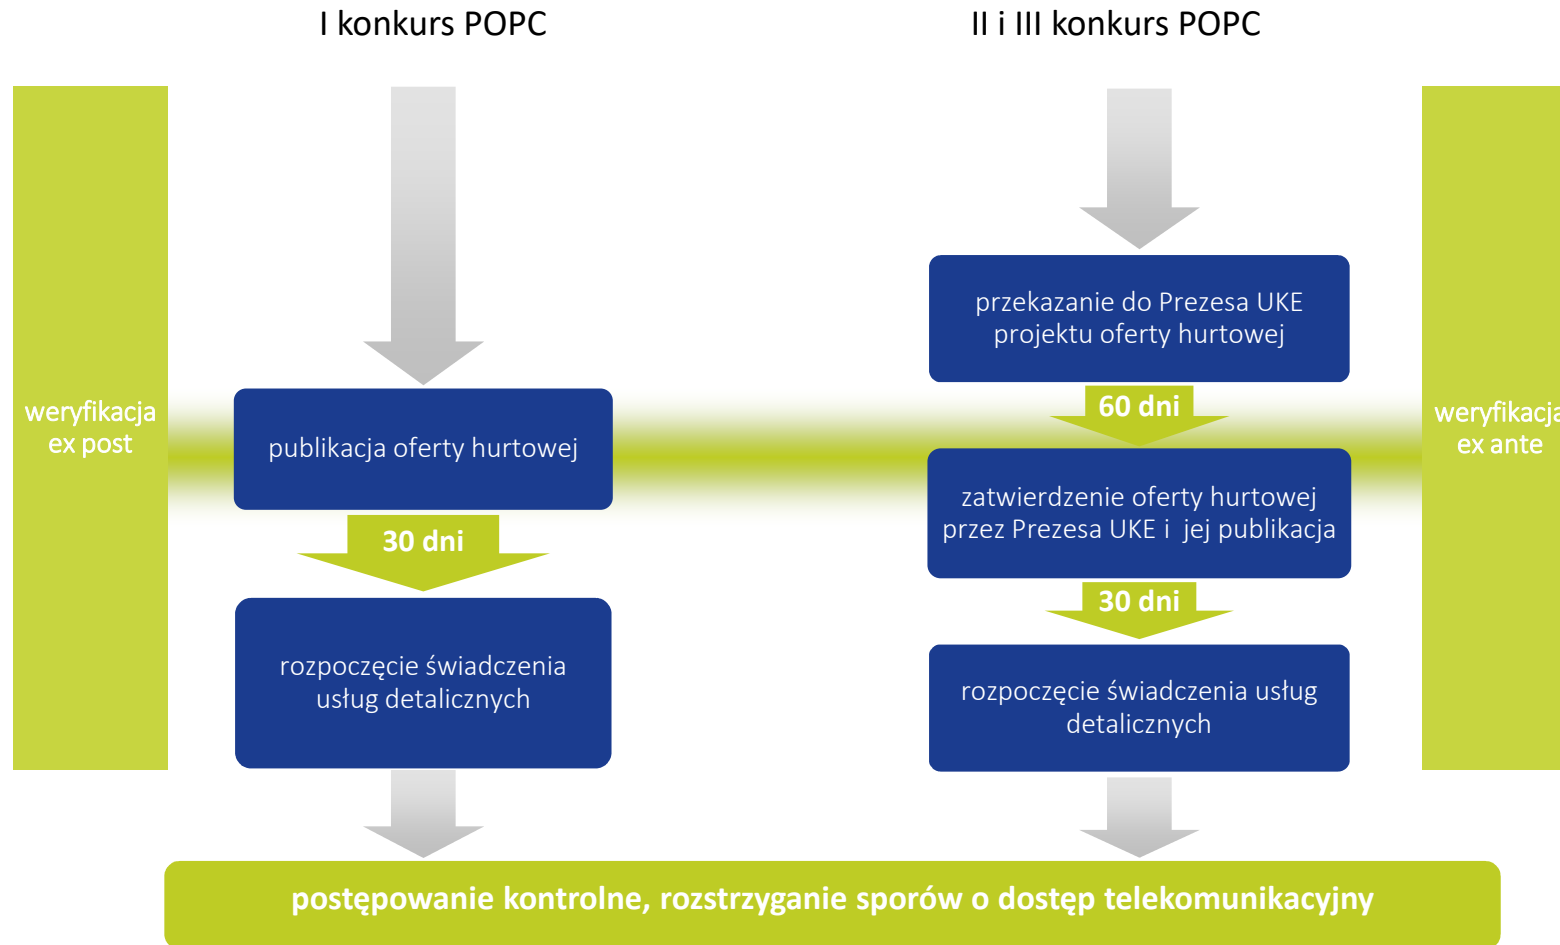 I konkurs POPC
II i III konkurs POPC
weryfikacja
ex post
publikacja oferty hurtowej
30 dni
rozpoczęcie świadczenia
usług detalicznych
przekazanie do Prezesa UKE
projektu oferty hurtowej
60 dni
zatwierdzenie oferty hurtowej
przez Prezesa UKE i jej publikacja
30 dni
rozpoczęcie świadczenia usług
detalicznych
weryfikacja
ex ante
postępowanie kontrolne, rozstrzyganie sporów o dostęp telekomunikacyjny